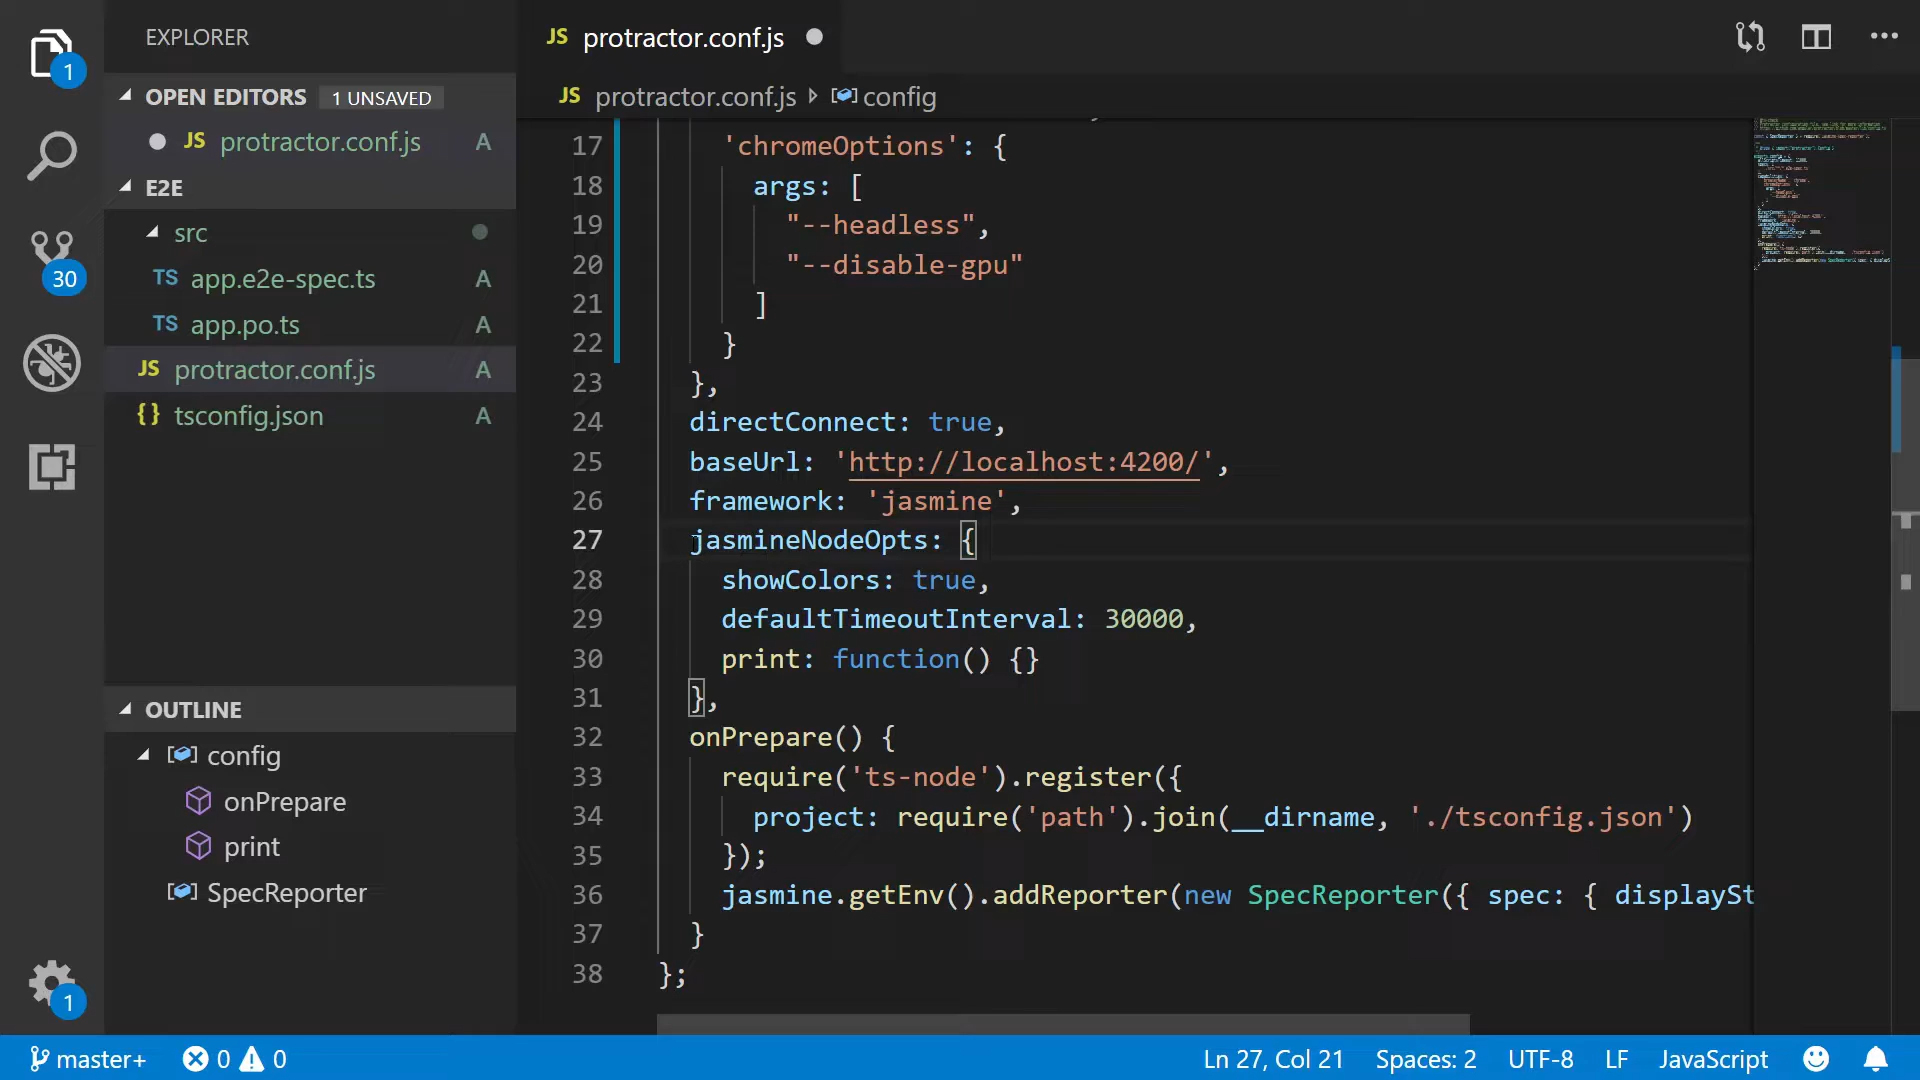 EXPLORER
OPEN EDITORS 1 UNSAVED
JS protractor.conf.js A
E2E
src
TS app.e2e-spec.ts A
TS app.po.ts A
JS protractor.conf.js A
{} tsconfig.json A
OUTLINE
config
onPrepare
print
SpecReporter
1
30
1
JS protractor.conf.js
JS protractor.conf.js config
17 'chromeOptions': {
18 args: [
19 "--headless",
20 "--disable-gpu"
21 ]
22 }
23 },
24 directConnect: true,
25 baseUrl: 'http://localhost:4200/',
26 framework: 'jasmine',
27 jasmineNodeOpts: {
28 showColors: true,
29 defaultTimeoutInterval: 30000,
30 print: function() {}
31 },
32 onPrepare() {
33 require('ts-node').register({
34 project: require('path').join(__dirname, './tsconfig.json')
35 });
36 jasmine.getEnv().addReporter(new SpecReporter({ spec: { displaySt
37 }
38 };
master+ 0 0 Ln 27, Col 21 Spaces: 2 UTF-8 LF JavaScript